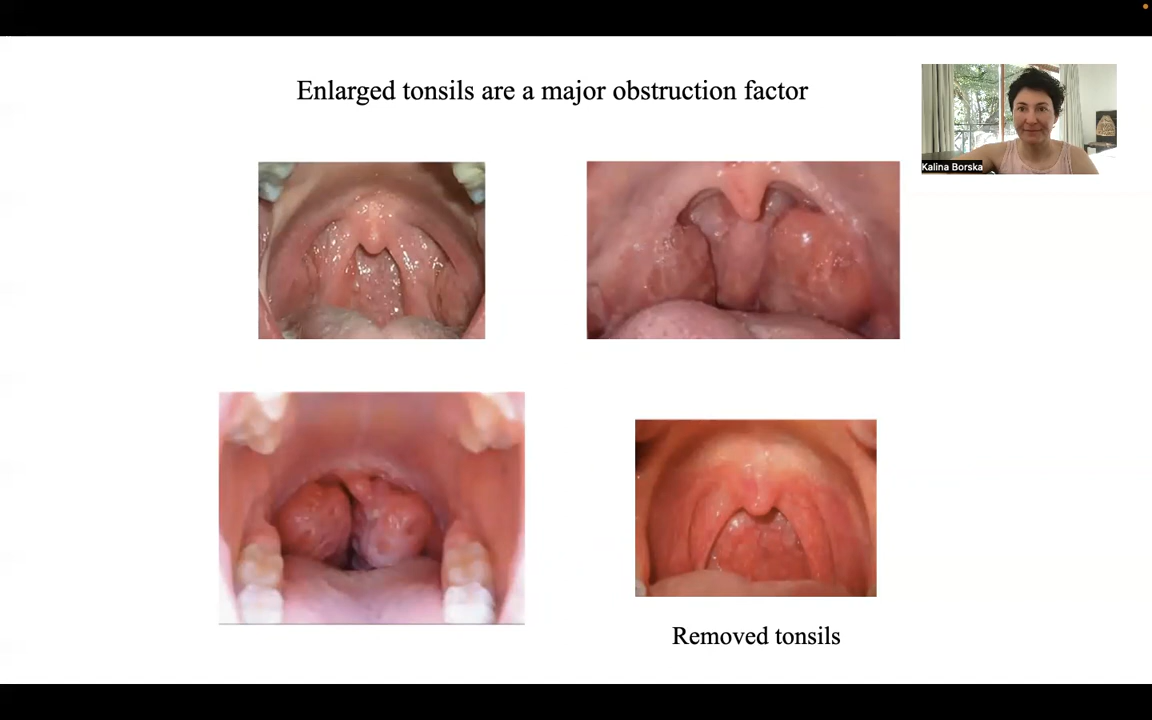 Enlarged tonsils are a major obstruction factor
Kalina Borska
Removed tonsils